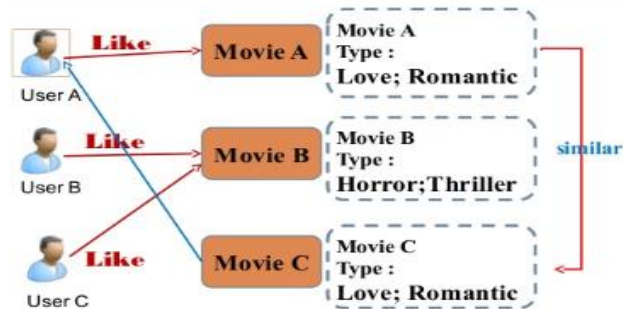 Like
Movie A
Movie A
Type :
Love; Romantic
User A
Like
Movie B
Movie B
Type :
Horror;Thriller
similar
User B
Like
Movie C
Movie C
Type :
Love; Romantic
User C